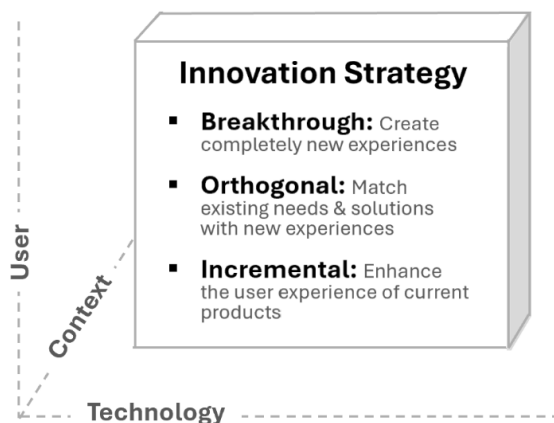 Innovation Strategy
▪ Breakthrough: Create
completely new experiences
▪ Orthogonal: Match
existing needs & solutions
with new experiences
▪ Incremental: Enhance
the user experience of current
products
User
Context
Technology